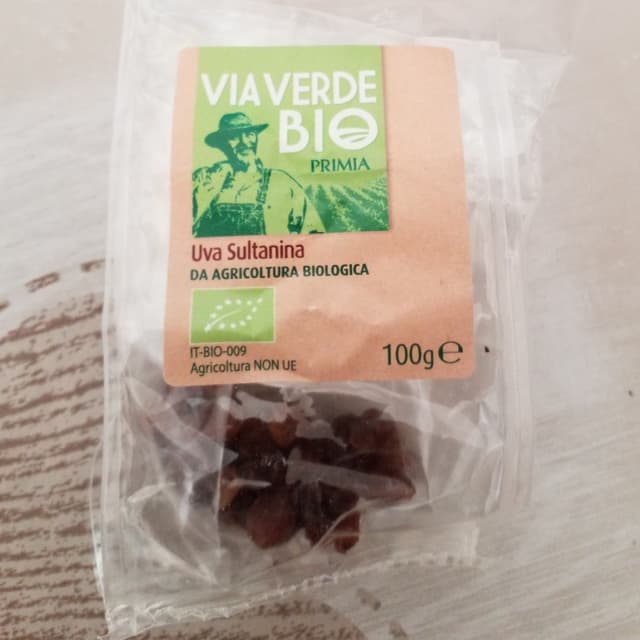 VIAVERDE
BIO
PRIMIA
Uva Sultanina
DA AGRICOLTURA BIOLOGICA
IT-BIO-009
Agricoltura NON UE
100g℮